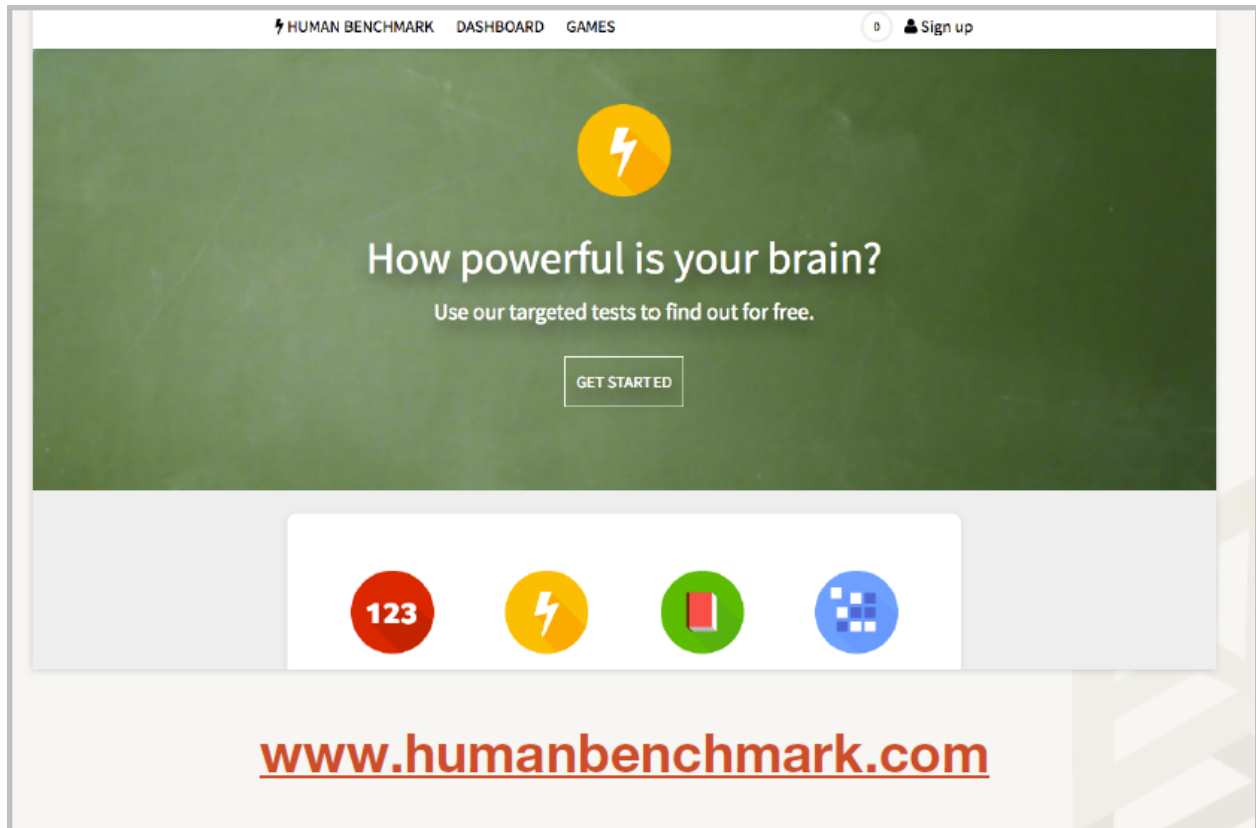 HUMAN BENCHMARK DASHBOARD GAMES 0 Sign up
How powerful is your brain?
Use our targeted tests to find out for free.
GET STARTED
123
www.humanbenchmark.com